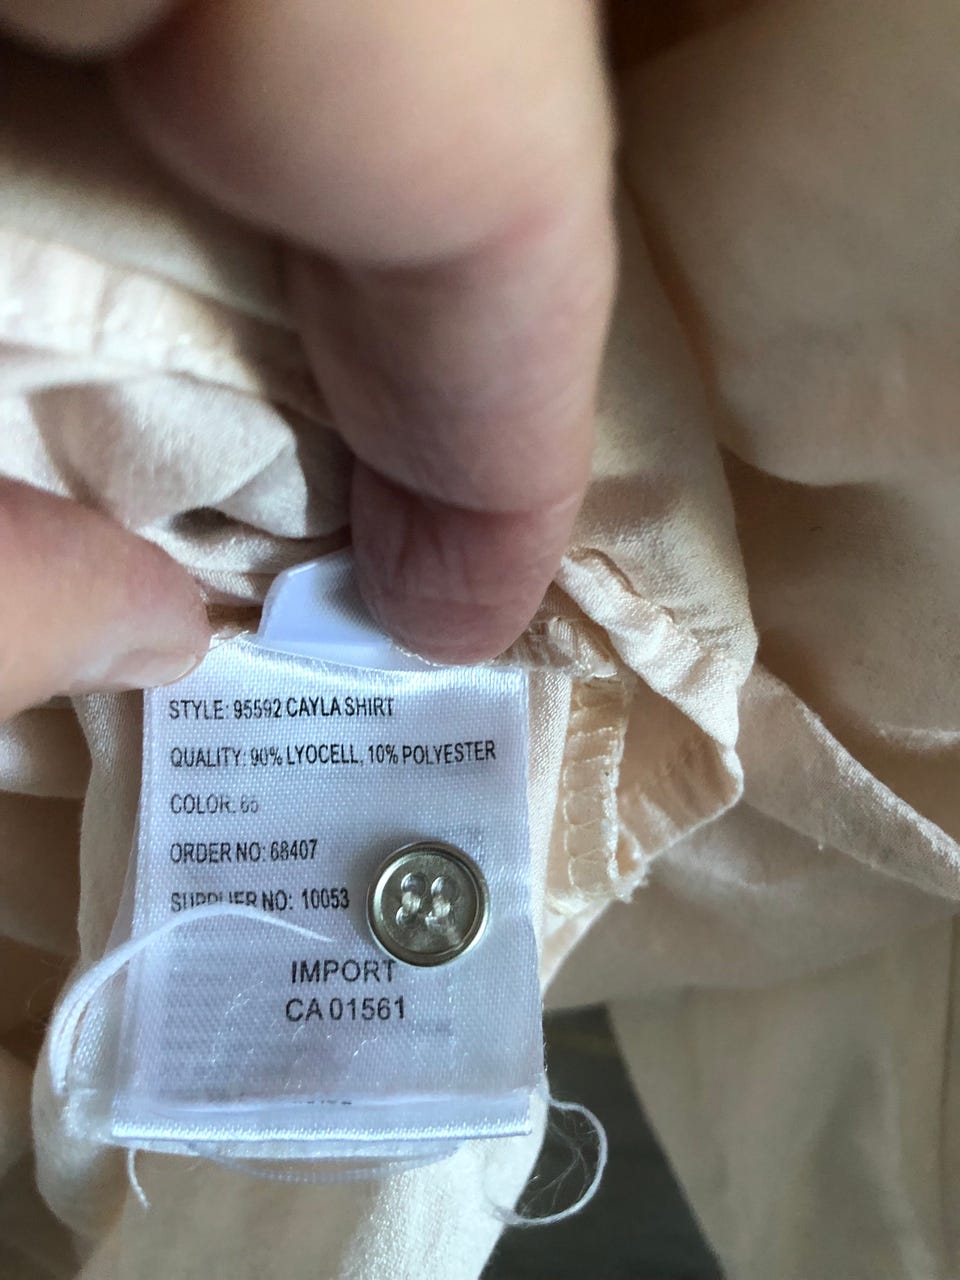 STYLE: 95592 CAYLA SHIRT
QUALITY: 90% LYOCELL, 10% POLYESTER
COLOR: 65
ORDER NO: 68407
SUPPLIER NO: 10053
IMPORT
CA 01561